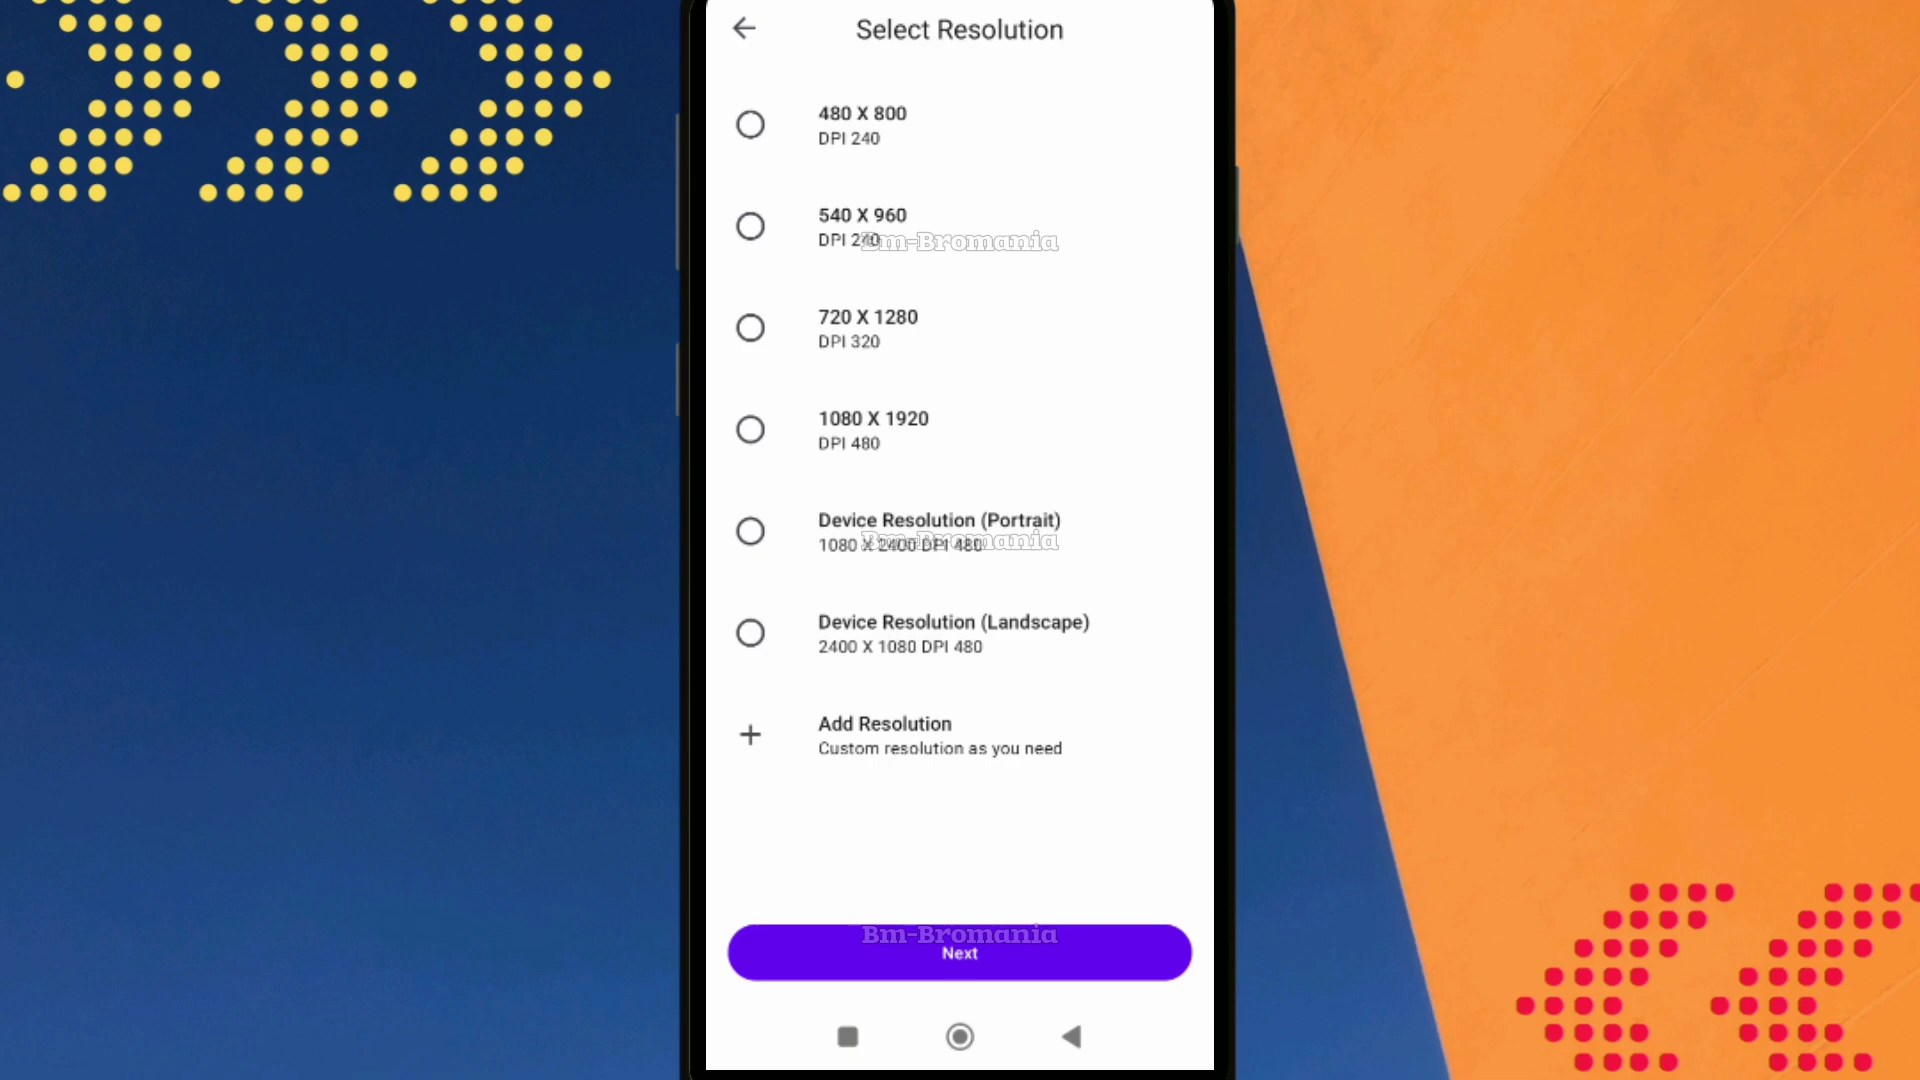 Select Resolution
480 X 800
DPI 240
540 X 960
DPI 240
Bm-Bromania
720 X 1280
DPI 320
1080 X 1920
DPI 480
Device Resolution (Portrait)
1080 X 2400 DPI 480
Bm-Bromania
Device Resolution (Landscape)
2400 X 1080 DPI 480
Add Resolution
Custom resolution as you need
Bm-Bromania
Next